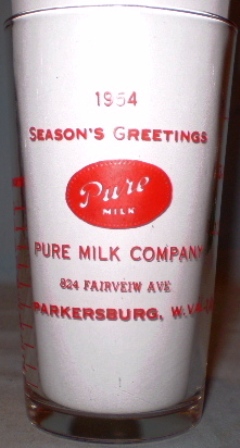 1954
SEASON'S GREETINGS
Pure
MILK
PURE MILK COMPANY
824 FAIRVEIW AVE
PARKERSBURG, W.VA.